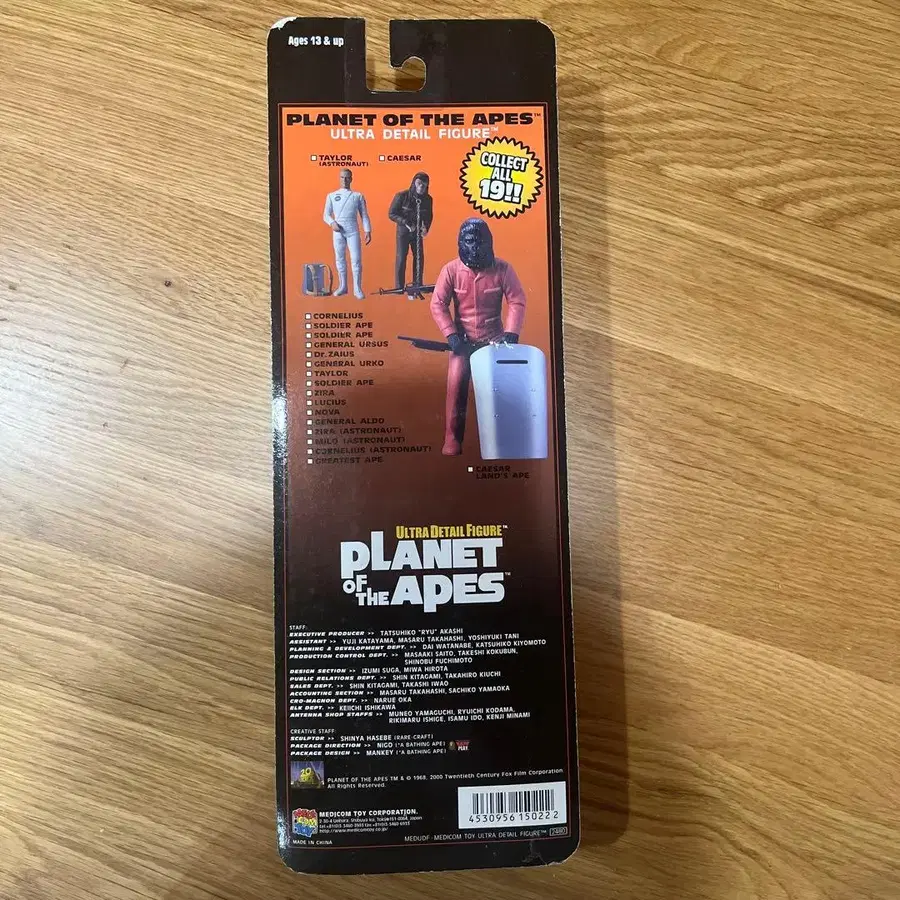 Ages 13 & up
PLANET OF THE APES™
ULTRA DETAIL FIGURE™
COLLECT
ALL
19!!
TAYLOR
(ASTRONAUT)
CAESAR
CORNELIUS
SOLDIER APE
SOLDIER APE
GENERAL URSUS
Dr. ZAIUS
GENERAL URKO
TAYLOR
SOLDIER APE
ZIRA
LUCIUS
NOVA
GENERAL ALDO
ZIRA (ASTRONAUT)
MILO (ASTRONAUT)
CORNELIUS (ASTRONAUT)
GREATEST APE
CAESAR
LAND'S APE
ULTRA DETAIL FIGURE™
PLANET
OF
THE APES™
STAFF:
EXECUTIVE PRODUCER >> TATSUHIKO "RYU" AKASHI
ASSISTANT >> YUJI KATAYAMA, MASARU TAKAHASHI, YOSHIYUKI TANI
PLANNING & DEVELOPMENT DEPT. >> DAI WATANABE, KATSUHIKO KIYOMOTO
PRODUCTION CONTROL DEPT. >> MASAAKI SAITO, TAKESHI KOKUBUN,
SHINOBU FUCHIMOTO
DESIGN SECTION >> IZUMI SUGA, MIWA HIROTA
PUBLIC RELATIONS DEPT. >> SHIN KITAGAMI, TAKAHIRO KIUCHI
SALES DEPT. >> SHIN KITAGAMI, TAKASHI IWAO
ACCOUNTING SECTION >> MASARU TAKAHASHI, SACHIKO YAMAOKA
CRO-MAGNON DEPT. >> NARUE OKA
ELK DEPT. >> KEIICHI ISHIKAWA
ANTENNA SHOP STAFFS >> MUNEO YAMAGUCHI, RYUICHI KODAMA,
RIKIMARU ISHIGE, ISAMU IDO, KENJI MINAMI
CREATIVE STAFF:
SCULPTOR >> SHINYA HASEBE (RARE-CRAFT)
PACKAGE DIRECTION >> NIGO ("A BATHING APE)
PACKAGE DESIGN >> MANKEY ("A BATHING APE)
PLANET OF THE APES TM & © 1968, 2000 Twentieth Century Fox Film Corporation
All Rights Reserved.
MEDICOM TOY CORPORATION.
http://www.medicomtoy.co.jp
MADE IN CHINA
4530956 150222
MEDUDF - MEDICOM TOY ULTRA DETAIL FIGURE™ 2480